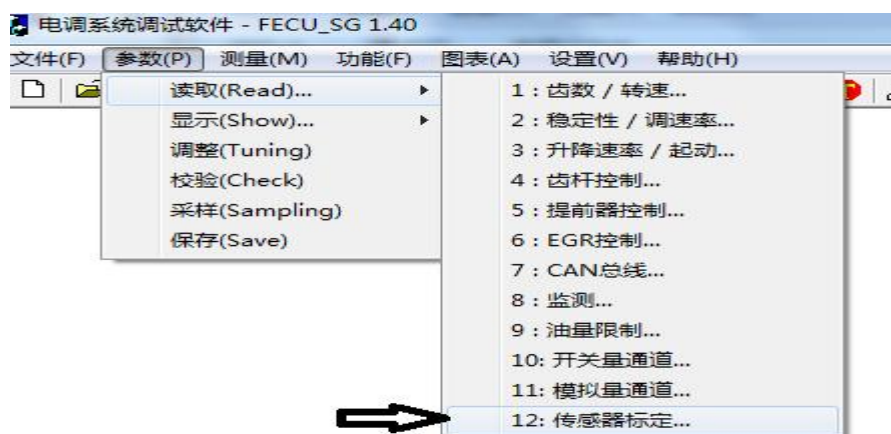 电调系统调试软件 - FECU_SG 1.40
文件(F) 参数(P) 测量(M) 功能(F) 图表(A) 设置(V) 帮助(H)
读取(Read)...
显示(Show)...
调整(Tuning)
校验(Check)
采样(Sampling)
保存(Save)
1 : 齿数 / 转速...
2 : 稳定性 / 调速率...
3 : 升降速率 / 起动...
4 : 齿杆控制...
5 : 提前器控制...
6 : EGR控制...
7 : CAN总线...
8 : 监测...
9 : 油量限制...
10: 开关量通道...
11: 模拟量通道...
12: 传感器标定...